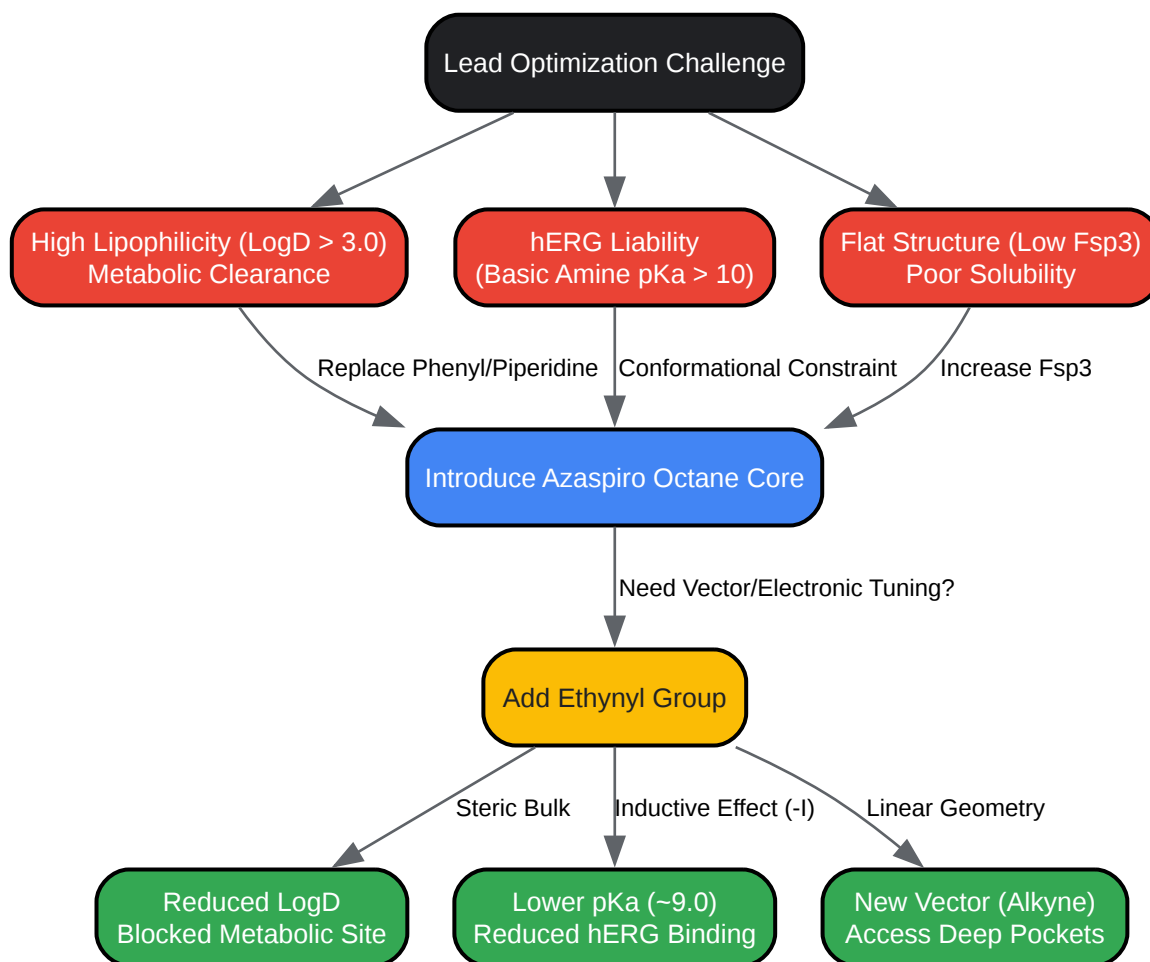 Lead Optimization Challenge
High Lipophilicity (LogD > 3.0)
Metabolic Clearance
hERG Liability
(Basic Amine pKa > 10)
Flat Structure (Low Fsp3)
Poor Solubility
Replace Phenyl/Piperidine
Conformational Constraint
Increase Fsp3
Introduce Azaspiro Octane Core
Need Vector/Electronic Tuning?
Add Ethynyl Group
Steric Bulk
Inductive Effect (-I)
Linear Geometry
Reduced LogD
Blocked Metabolic Site
Lower pKa (~9.0)
Reduced hERG Binding
New Vector (Alkyne)
Access Deep Pockets